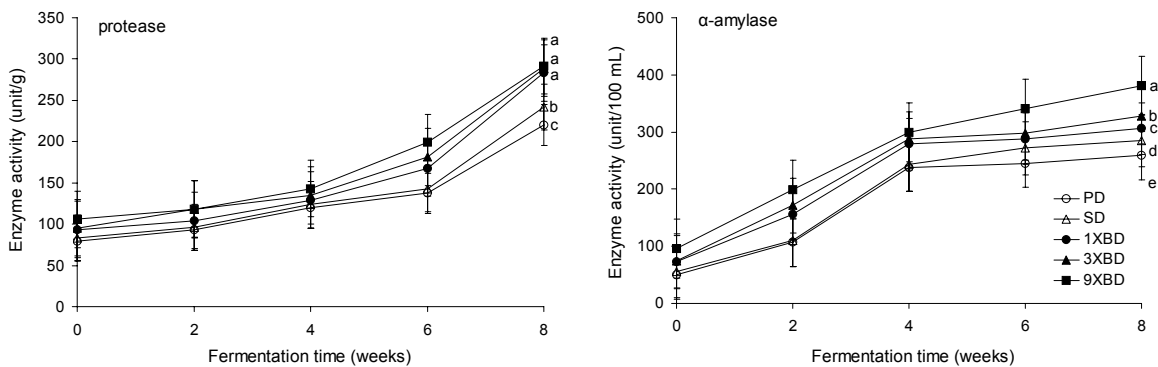 protease
Enzyme activity (unit/g)
350
300
250
200
150
100
50
0
a
a
a
b
c
0 2 4 6 8
Fermentation time (weeks)
α-amylase
Enzyme activity (unit/100 mL)
500
400
300
200
100
0
a
b
c
d
e
PD
SD
1XBD
3XBD
9XBD
0 2 4 6 8
Fermentation time (weeks)